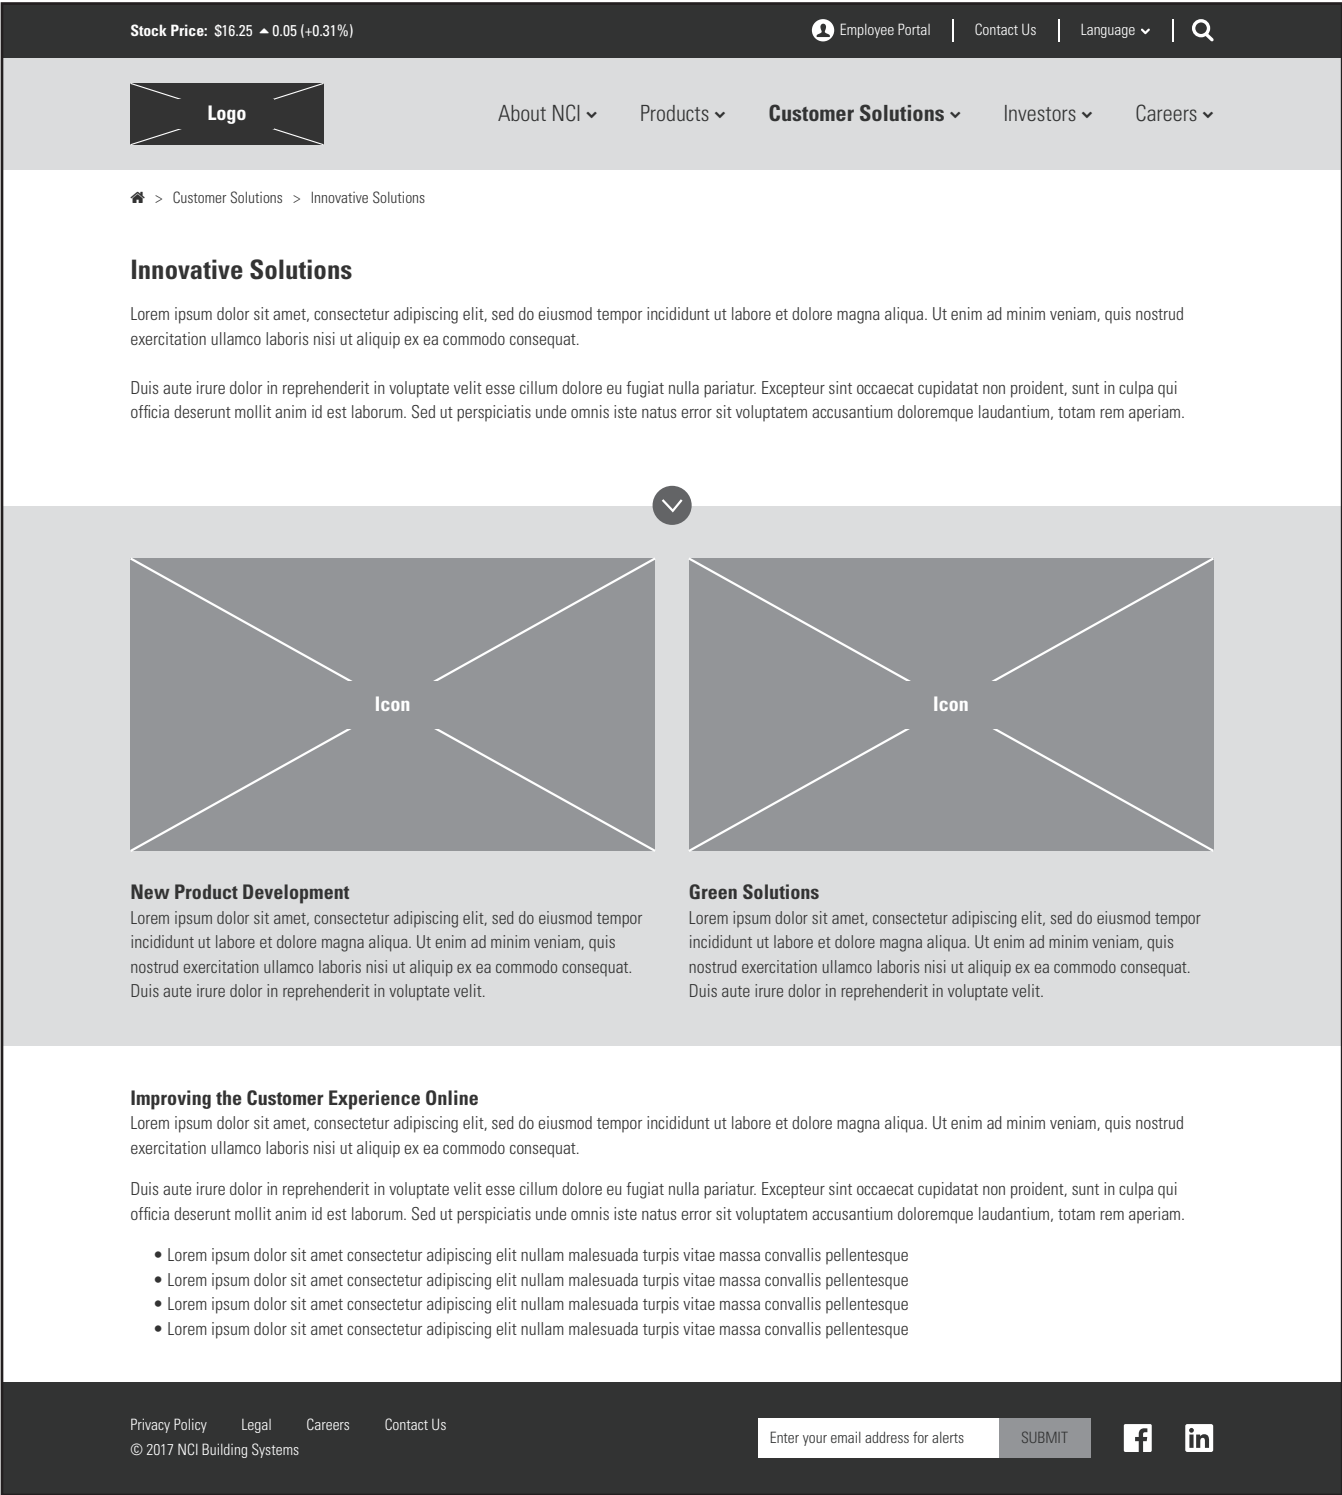 Stock Price: $16.25 0.05 (+0.31%)
Employee Portal
Contact Us
Language
Logo
About NCI
Products
Customer Solutions
Investors
Careers
> Customer Solutions > Innovative Solutions
Innovative Solutions
Lorem ipsum dolor sit amet, consectetur adipiscing elit, sed do eiusmod tempor incididunt ut labore et dolore magna aliqua. Ut enim ad minim veniam, quis nostrud
exercitation ullamco laboris nisi ut aliquip ex ea commodo consequat.
Duis aute irure dolor in reprehenderit in voluptate velit esse cillum dolore eu fugiat nulla pariatur. Excepteur sint occaecat cupidatat non proident, sunt in culpa qui
officia deserunt mollit anim id est laborum. Sed ut perspiciatis unde omnis iste natus error sit voluptatem accusantium doloremque laudantium, totam rem aperiam.
Icon
Icon
New Product Development
Lorem ipsum dolor sit amet, consectetur adipiscing elit, sed do eiusmod tempor
incididunt ut labore et dolore magna aliqua. Ut enim ad minim veniam, quis
nostrud exercitation ullamco laboris nisi ut aliquip ex ea commodo consequat.
Duis aute irure dolor in reprehenderit in voluptate velit.
Green Solutions
Lorem ipsum dolor sit amet, consectetur adipiscing elit, sed do eiusmod tempor
incididunt ut labore et dolore magna aliqua. Ut enim ad minim veniam, quis
nostrud exercitation ullamco laboris nisi ut aliquip ex ea commodo consequat.
Duis aute irure dolor in reprehenderit in voluptate velit.
Improving the Customer Experience Online
Lorem ipsum dolor sit amet, consectetur adipiscing elit, sed do eiusmod tempor incididunt ut labore et dolore magna aliqua. Ut enim ad minim veniam, quis nostrud
exercitation ullamco laboris nisi ut aliquip ex ea commodo consequat.
Duis aute irure dolor in reprehenderit in voluptate velit esse cillum dolore eu fugiat nulla pariatur. Excepteur sint occaecat cupidatat non proident, sunt in culpa qui
officia deserunt mollit anim id est laborum. Sed ut perspiciatis unde omnis iste natus error sit voluptatem accusantium doloremque laudantium, totam rem aperiam.
• Lorem ipsum dolor sit amet consectetur adipiscing elit nullam malesuada turpis vitae massa convallis pellentesque
• Lorem ipsum dolor sit amet consectetur adipiscing elit nullam malesuada turpis vitae massa convallis pellentesque
• Lorem ipsum dolor sit amet consectetur adipiscing elit nullam malesuada turpis vitae massa convallis pellentesque
• Lorem ipsum dolor sit amet consectetur adipiscing elit nullam malesuada turpis vitae massa convallis pellentesque
Privacy Policy Legal Careers Contact Us
© 2017 NCI Building Systems
Enter your email address for alerts
SUBMIT
f
in